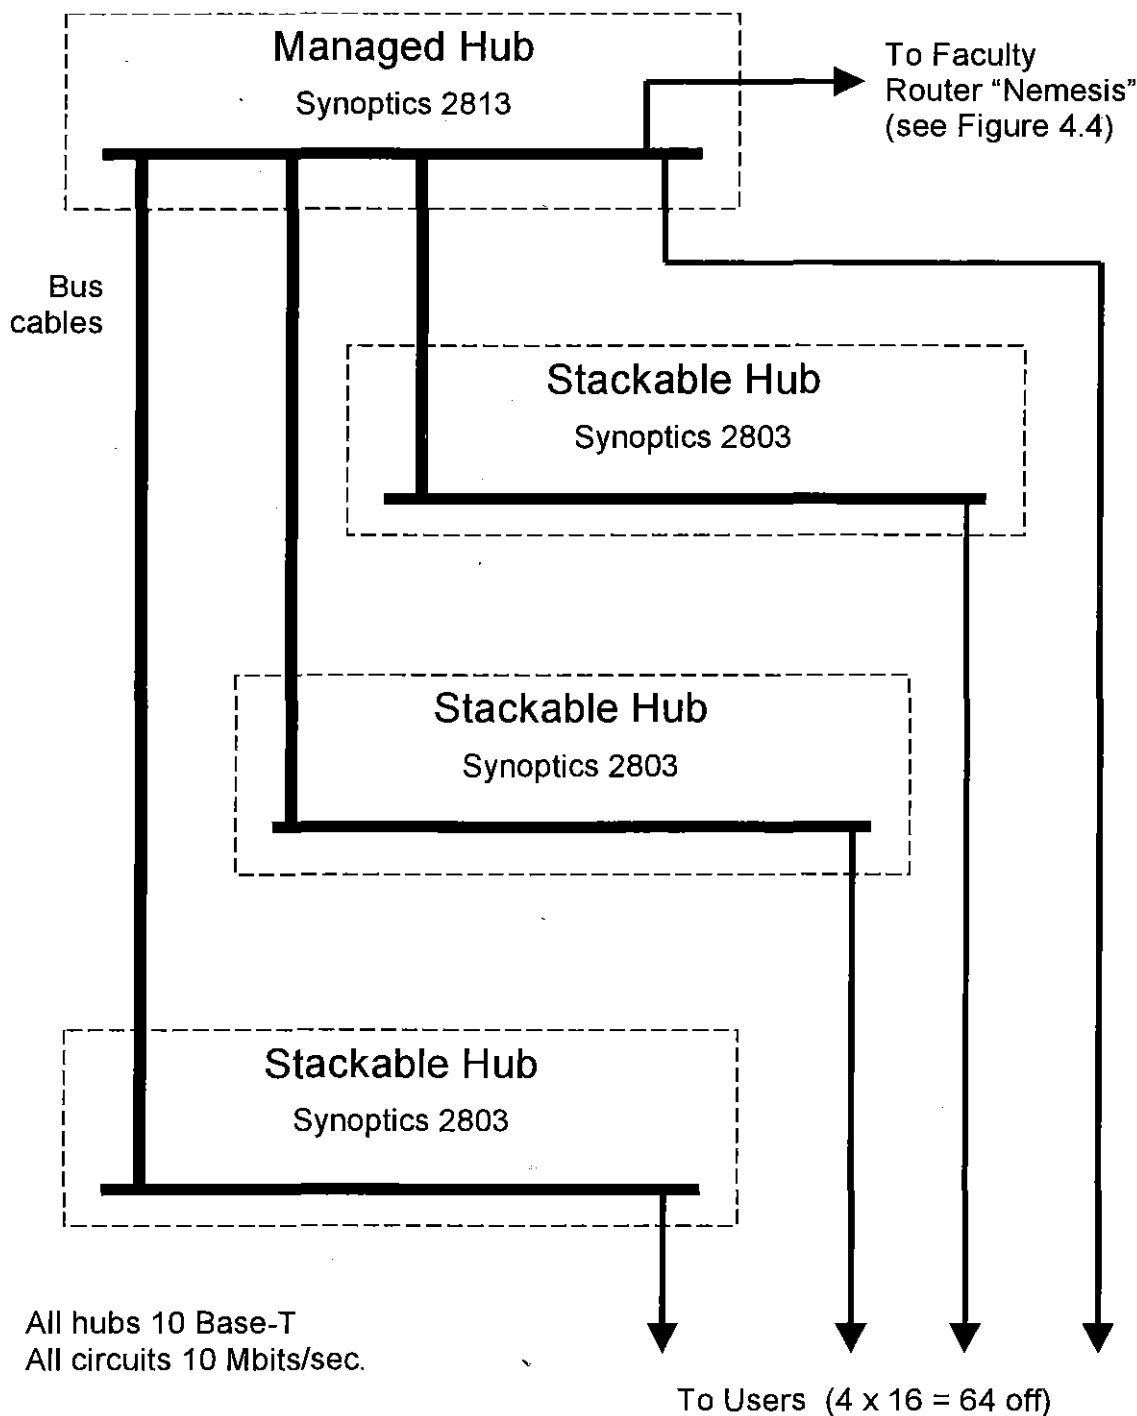 Managed Hub
Synoptics 2813
To Faculty
Router “Nemesis”
(see Figure 4.4)
Bus
cables
Stackable Hub
Synoptics 2803
Stackable Hub
Synoptics 2803
Stackable Hub
Synoptics 2803
All hubs 10 Base-T
All circuits 10 Mbits/sec.
To Users (4 x 16 = 64 off)